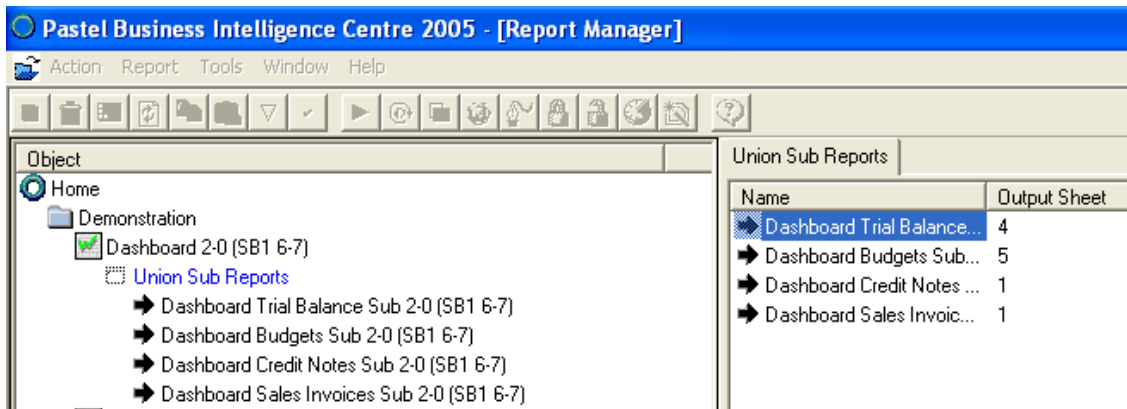 Pastel Business Intelligence Centre 2005 - [Report Manager]
Action Report Tools Window Help
Object
Home
Demonstration
Dashboard 2-0 (SB1 6-7)
Union Sub Reports
Dashboard Trial Balance Sub 2-0 (SB1 6-7)
Dashboard Budgets Sub 2-0 (SB1 6-7)
Dashboard Credit Notes Sub 2-0 (SB1 6-7)
Dashboard Sales Invoices Sub 2-0 (SB1 6-7)
Union Sub Reports
Name Output Sheet
Dashboard Trial Balance... 4
Dashboard Budgets Sub... 5
Dashboard Credit Notes ... 1
Dashboard Sales Invoic... 1